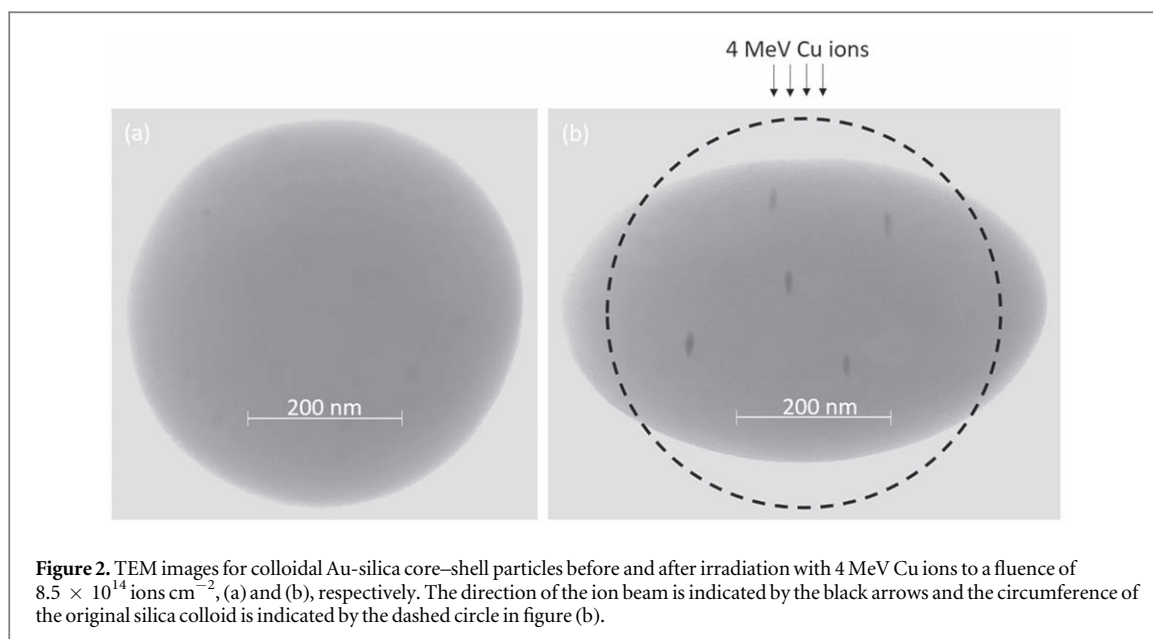 4 MeV Cu ions
(a)
(b)
200 nm
200 nm
Figure 2. TEM images for colloidal Au-silica core–shell particles before and after irradiation with 4 MeV Cu ions to a fluence of
8.5 × 10¹⁴ ions cm⁻², (a) and (b), respectively. The direction of the ion beam is indicated by the black arrows and the circumference of
the original silica colloid is indicated by the dashed circle in figure (b).